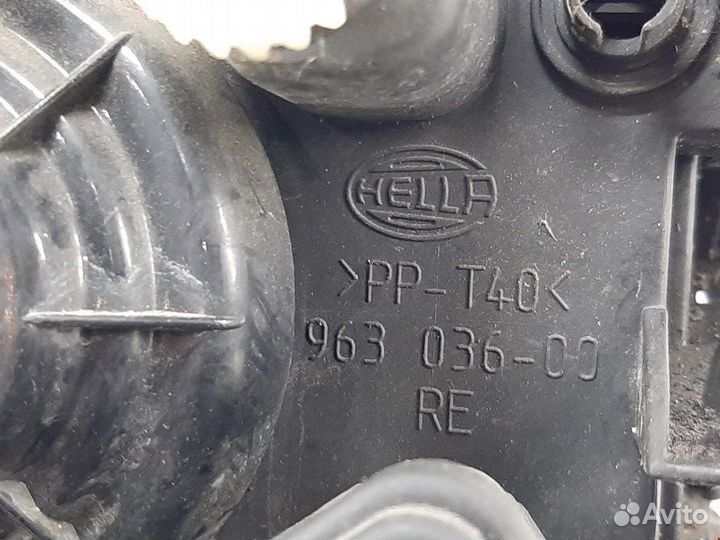 HELLA
>PP-T40<
963 036-00
RE
Avito